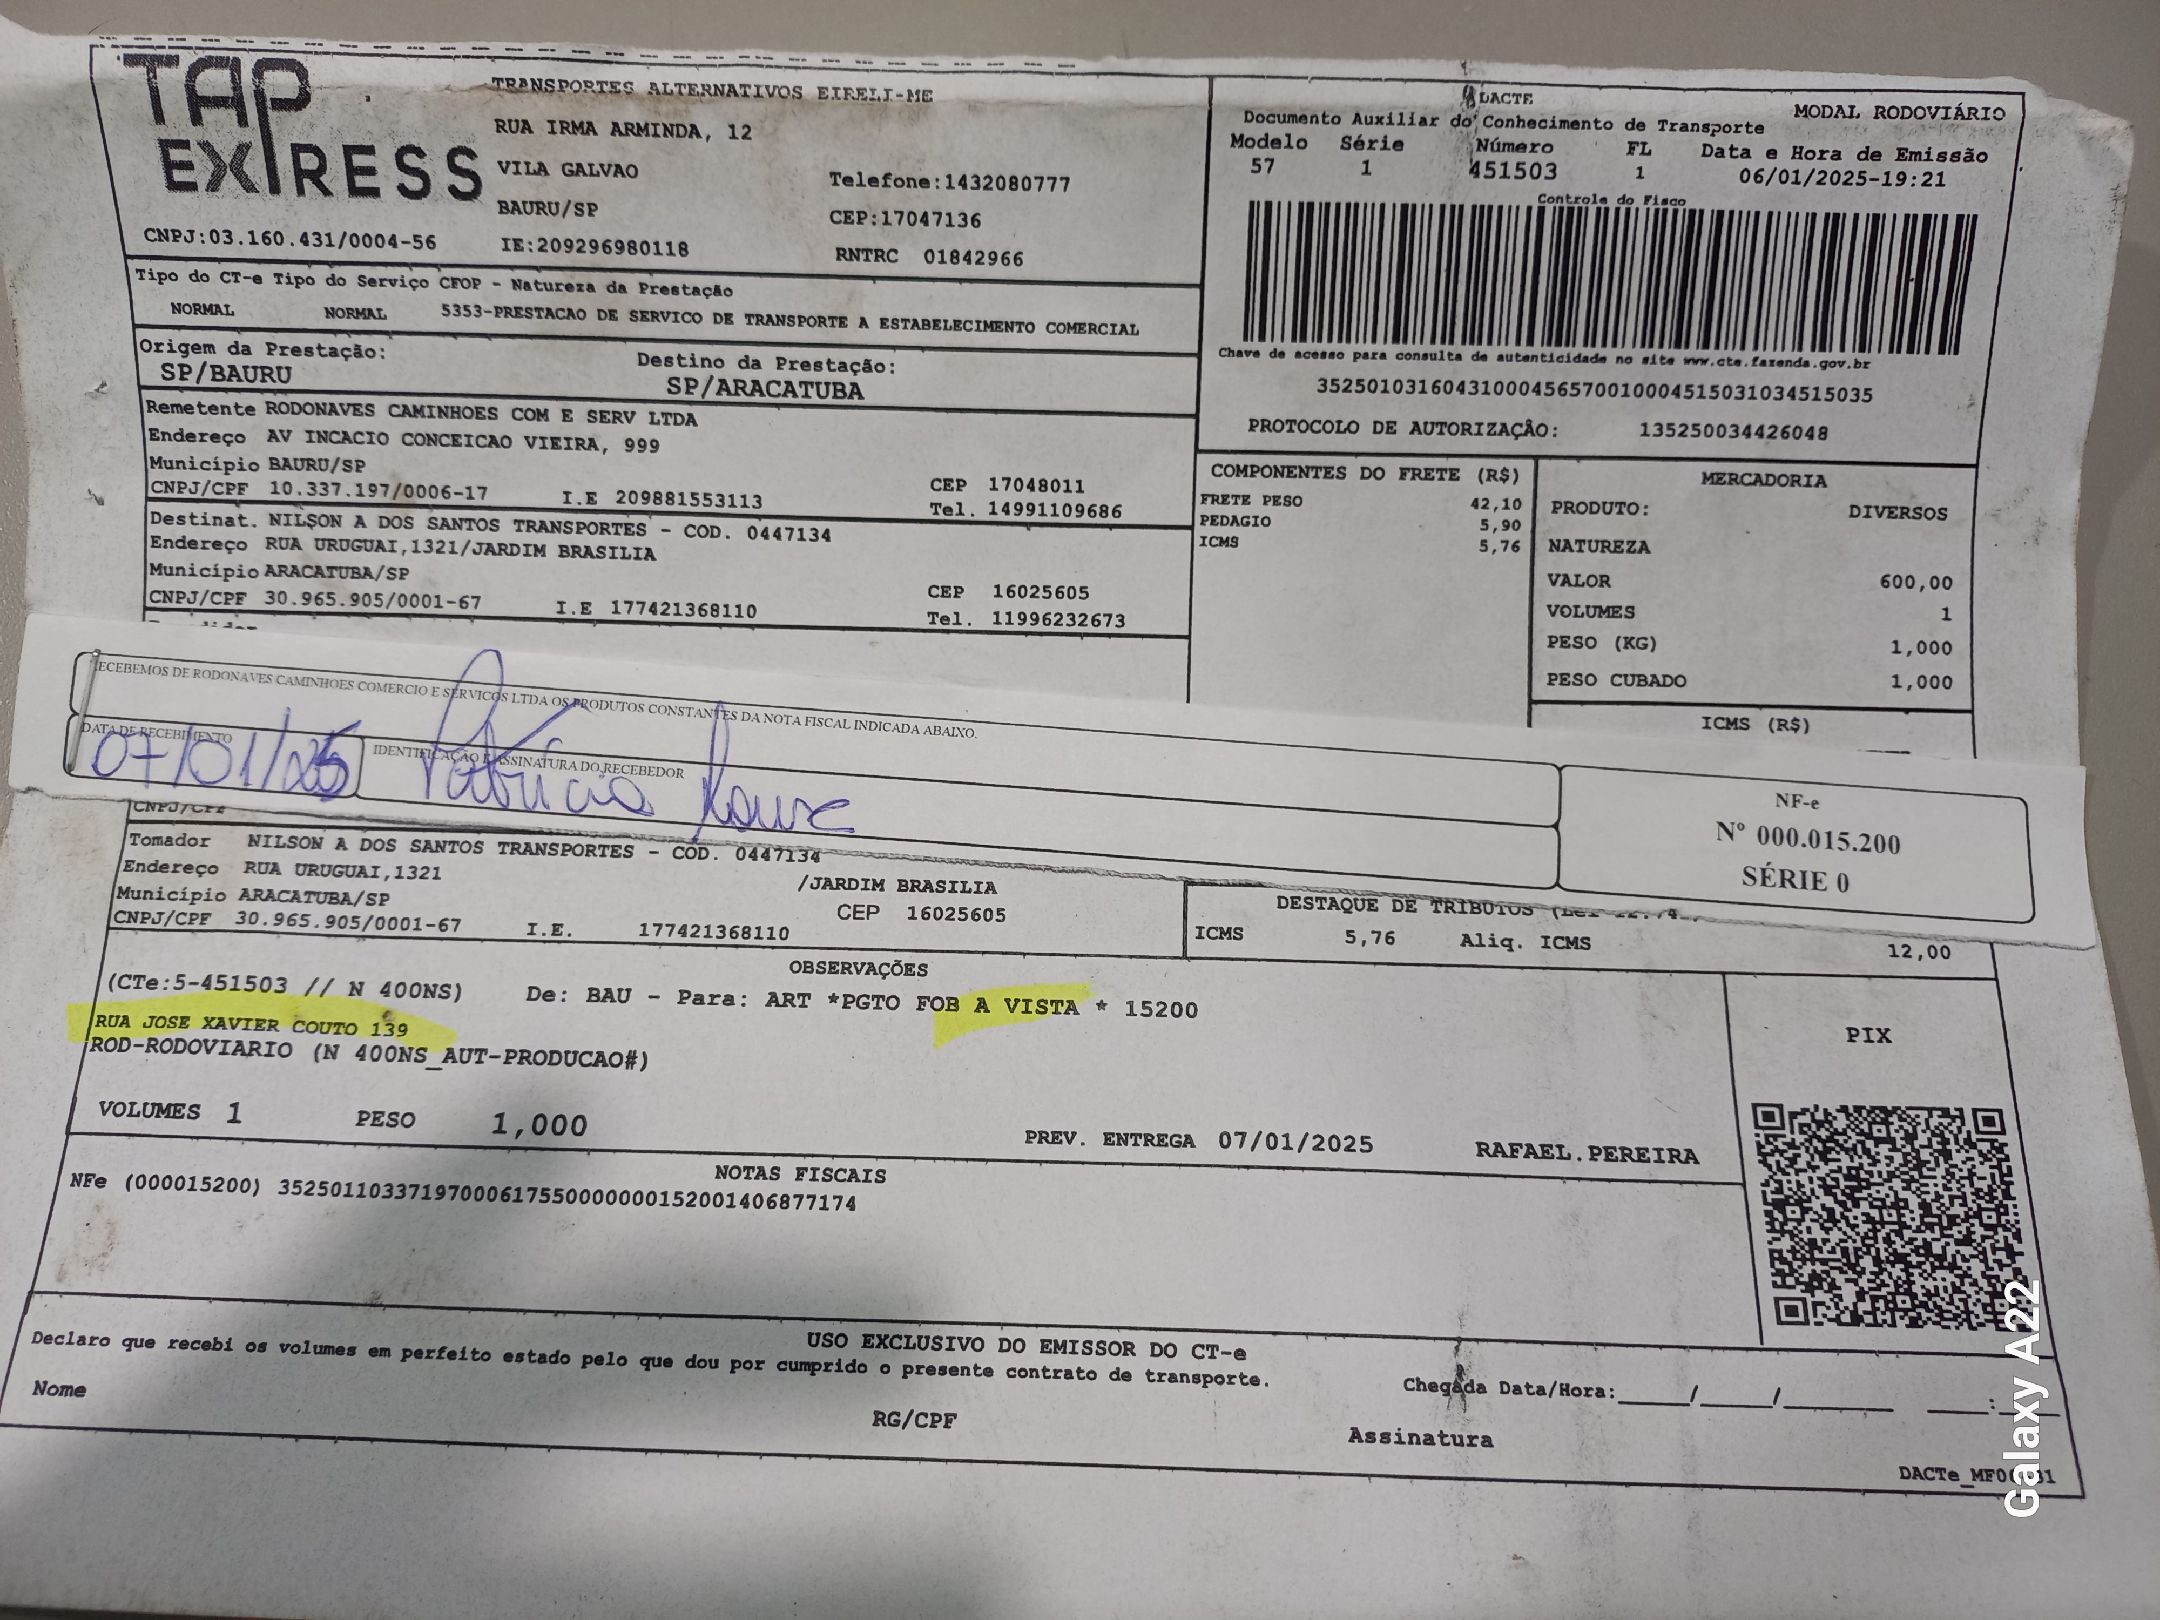 TAP EXPRESS
TRANSPORTES ALTERNATIVOS EIRELI-ME
RUA IRMA ARMINDA, 12
VILA GALVAO
Telefone:1432080777
BAURU/SP
CEP:17047136
CNPJ:03.160.431/0004-56
IE:209296980118
RNTRC 01842966
DACTE
MODAL RODOVIÁRIO
Documento Auxiliar do Conhecimento de Transporte
Modelo Série Número FL Data e Hora de Emissão
57 1 451503 1 06/01/2025-19:21
Controle do Fisco
Chave de acesso para consulta de autenticidade no site www.cte.fazenda.gov.br
35250103160431000456570010004515031034515035
PROTOCOLO DE AUTORIZAÇÃO: 135250034426048
Tipo do CT-e Tipo do Serviço CFOP - Natureza da Prestação
NORMAL NORMAL 5353-PRESTACAO DE SERVICO DE TRANSPORTE A ESTABELECIMENTO COMERCIAL
Origem da Prestação: Destino da Prestação:
SP/BAURU SP/ARACATUBA
Remetente RODONAVES CAMINHOES COM E SERV LTDA
Endereço AV INCACIO CONCEICAO VIEIRA, 999
Município BAURU/SP CEP 17048011
CNPJ/CPF 10.337.197/0006-17 I.E 209881553113 Tel. 14991109686
Destinat. NILSON A DOS SANTOS TRANSPORTES - COD. 0447134
Endereço RUA URUGUAI,1321/JARDIM BRASILIA
Município ARACATUBA/SP CEP 16025605
CNPJ/CPF 30.965.905/0001-67 I.E 177421368110 Tel. 11996232673
COMPONENTES DO FRETE (R$)
FRETE PESO 42,10
PEDAGIO 5,90
ICMS 5,76
MERCADORIA
PRODUTO: DIVERSOS
NATUREZA
VALOR 600,00
VOLUMES 1
PESO (KG) 1,000
PESO CUBADO 1,000
ICMS (R$)
RECEBEMOS DE RODONAVES CAMINHOES COMERCIO E SERVICOS LTDA OS PRODUTOS CONSTANTES DA NOTA FISCAL INDICADA ABAIXO.
DATA DE RECEBIMENTO
IDENTIFICAÇÃO E ASSINATURA DO RECEBEDOR
07/01/25 Patrícia
NF-e
Nº 000.015.200
SÉRIE 0
CNPJ/CPF
Tomador NILSON A DOS SANTOS TRANSPORTES - COD. 0447134
Endereço RUA URUGUAI,1321 /JARDIM BRASILIA
Município ARACATUBA/SP CEP 16025605
CNPJ/CPF 30.965.905/0001-67 I.E. 177421368110
DESTAQUE DE TRIBUTOS
ICMS 5,76 Aliq. ICMS 12,00
OBSERVAÇÕES
(CTe:5-451503 // N 400NS) De: BAU - Para: ART *PGTO FOB A VISTA * 15200
RUA JOSE XAVIER COUTO 139
ROD-RODOVIARIO (N 400NS_AUT-PRODUCAO#)
VOLUMES 1 PESO 1,000
PREV. ENTREGA 07/01/2025 RAFAEL.PEREIRA
PIX
NOTAS FISCAIS
NFe (000015200) 35250110337197000617550000000152001406877174
USO EXCLUSIVO DO EMISSOR DO CT-e
Declaro que recebi os volumes em perfeito estado pelo que dou por cumprido o presente contrato de transporte.
Nome RG/CPF
Chegada Data/Hora:____/____/______ ____:____
Assinatura
Galaxy A22